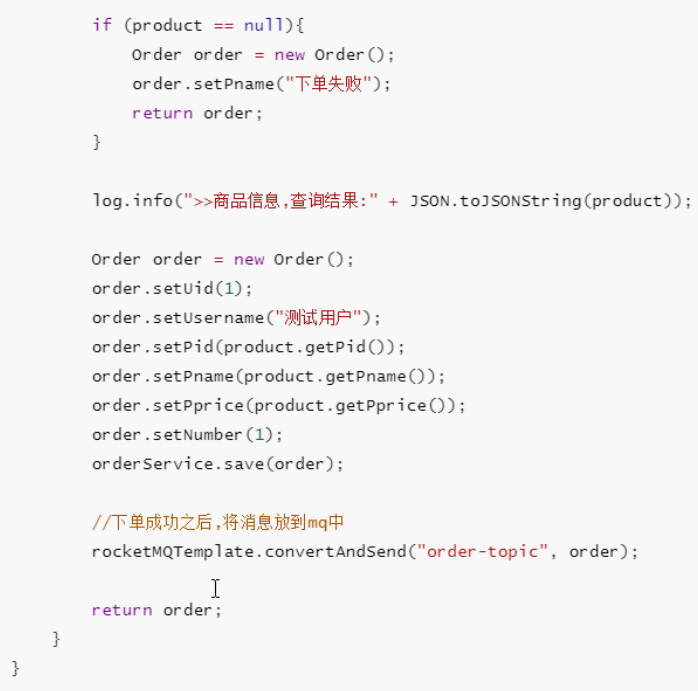 if (product == null){
Order order = new Order();
order.setPname("下单失败");
return order;
}
log.info(">>商品信息,查询结果:" + JSON.toJSONString(product));
Order order = new Order();
order.setUid(1);
order.setUsername("测试用户");
order.setPid(product.getPid());
order.setPname(product.getPname());
order.setPprice(product.getPprice());
order.setNumber(1);
orderService.save(order);
//下单成功之后,将消息放到mq中
rocketMQTemplate.convertAndSend("order-topic", order);
return order;
}
}